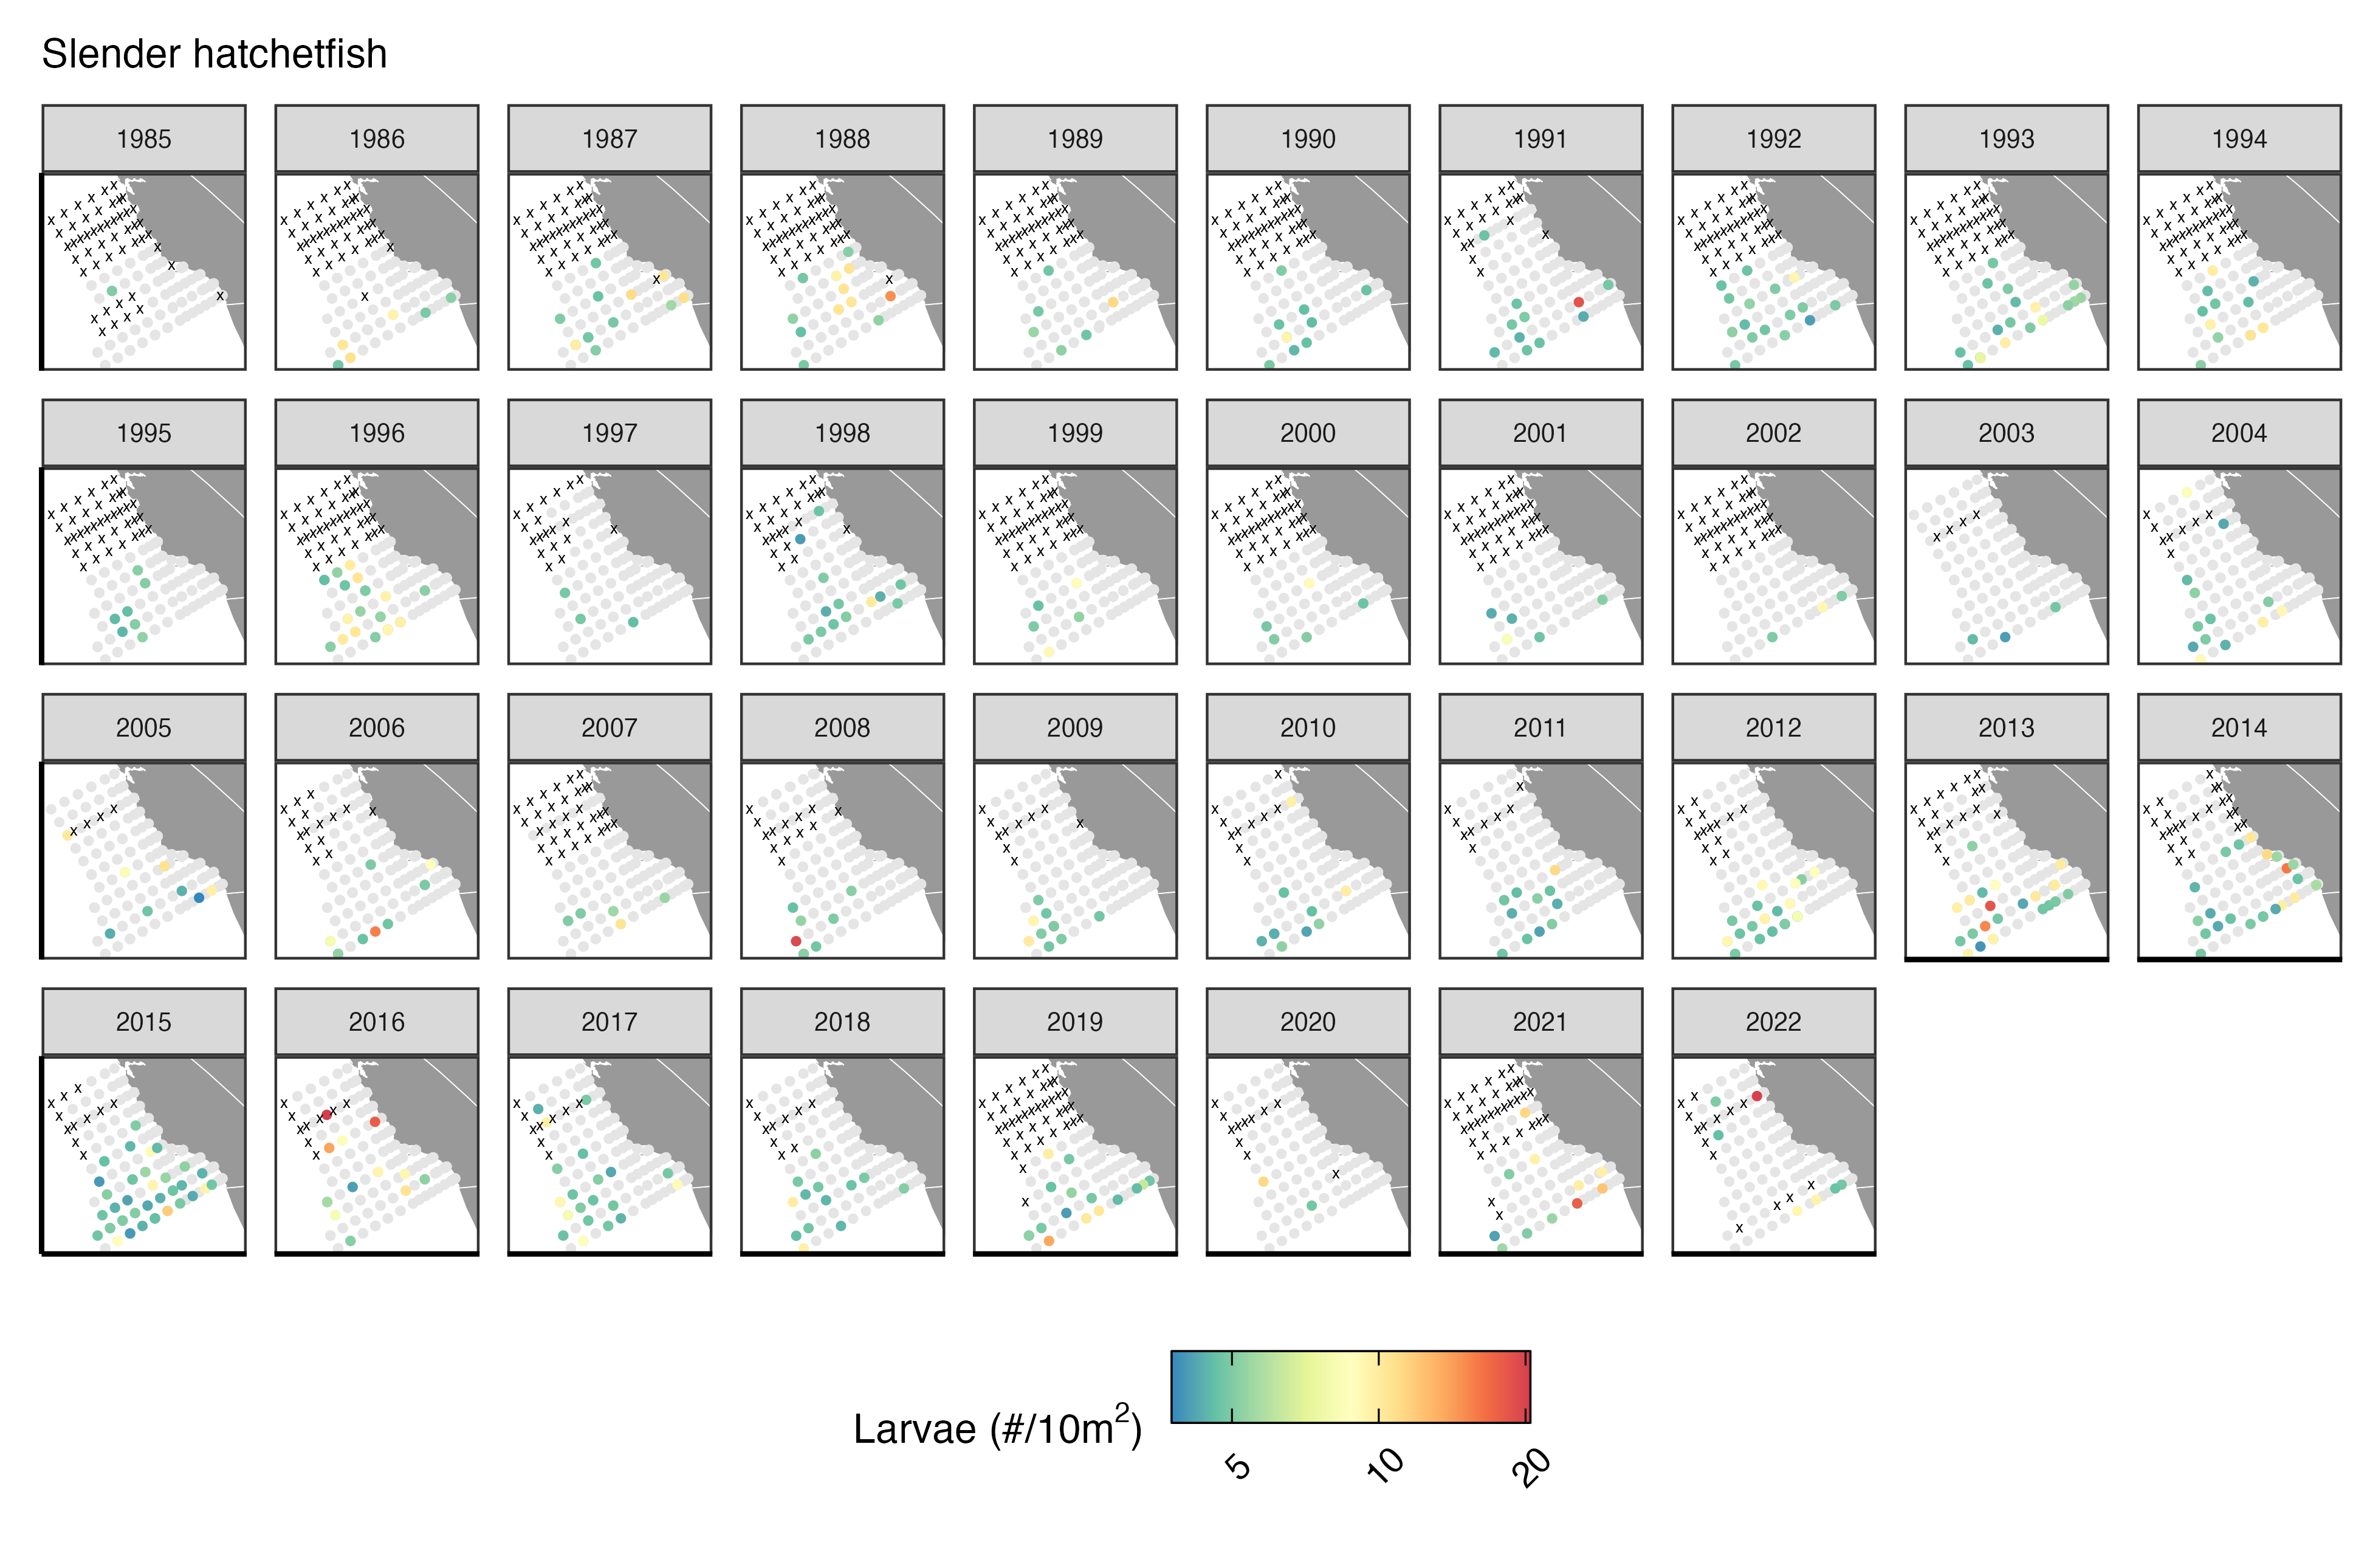 Slender hatchetfish
1985 1986 1987 1988 1989 1990 1991 1992 1993 1994
1995 1996 1997 1998 1999 2000 2001 2002 2003 2004
2005 2006 2007 2008 2009 2010 2011 2012 2013 2014
2015 2016 2017 2018 2019 2020 2021 2022
Larvae (#/10m²)
5 10 20